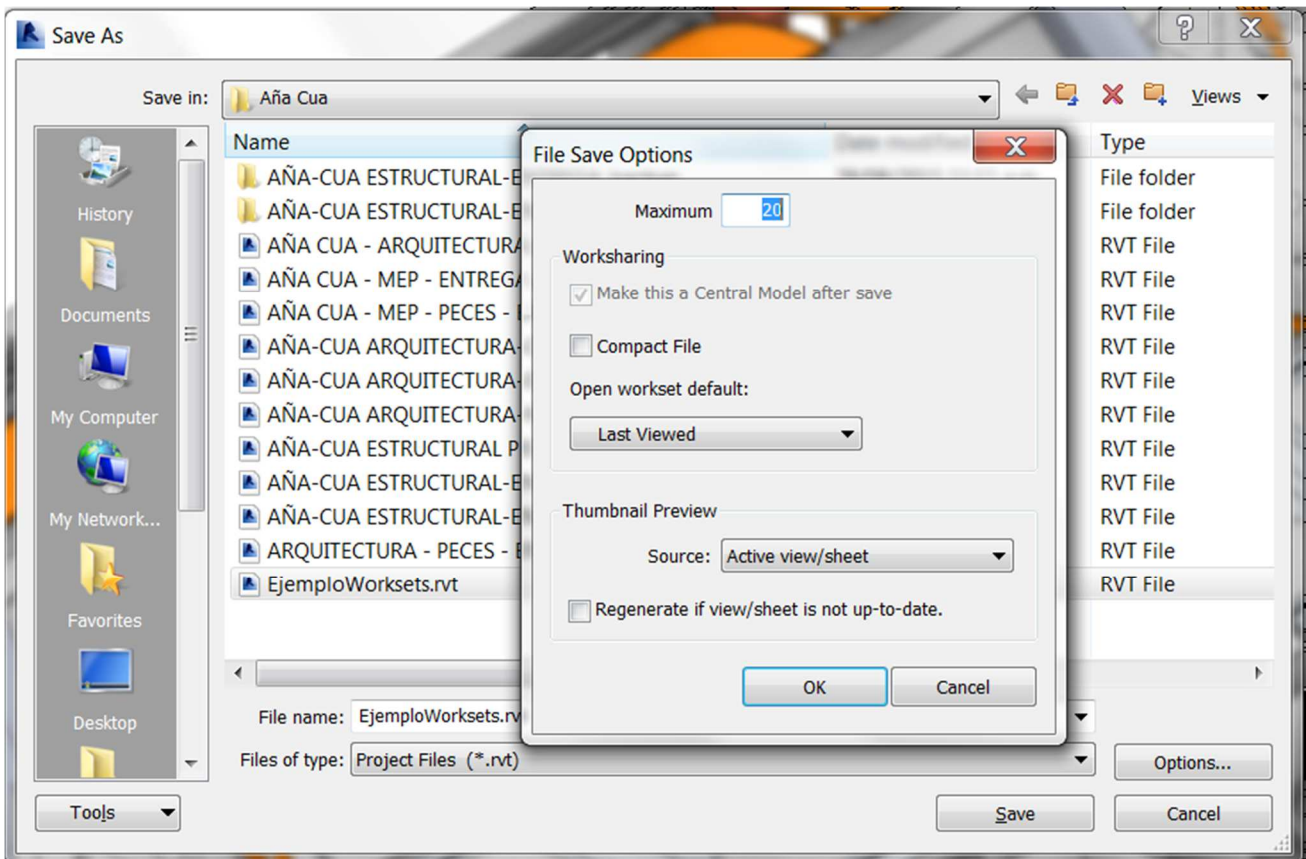 Save As
Save in: Aña Cua Views
Name Type
AÑA-CUA ESTRUCTURAL-E File folder
AÑA-CUA ESTRUCTURAL-E File folder
AÑA CUA - ARQUITECTURA RVT File
AÑA CUA - MEP - ENTREGA RVT File
AÑA CUA - MEP - PECES - RVT File
AÑA-CUA ARQUITECTURA- RVT File
AÑA-CUA ARQUITECTURA- RVT File
AÑA-CUA ARQUITECTURA- RVT File
AÑA-CUA ESTRUCTURAL P RVT File
AÑA-CUA ESTRUCTURAL-E RVT File
AÑA-CUA ESTRUCTURAL-E RVT File
ARQUITECTURA - PECES - E RVT File
EjemploWorksets.rvt RVT File
History
Documents
My Computer
My Network...
Favorites
Desktop
File name: EjemploWorksets.rv
Files of type: Project Files (*.rvt)
Options...
Tools
Save
Cancel
File Save Options
Maximum 20
Worksharing
Make this a Central Model after save
Compact File
Open workset default:
Last Viewed
Thumbnail Preview
Source: Active view/sheet
Regenerate if view/sheet is not up-to-date.
OK
Cancel